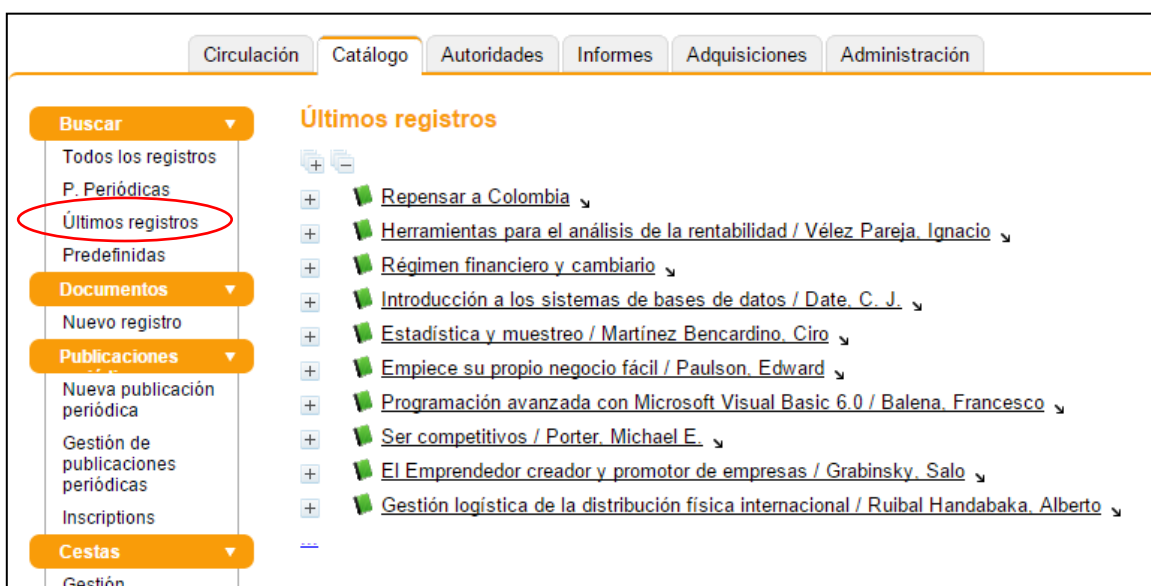 Circulación Catálogo Autoridades Informes Adquisiciones Administración
Buscar
Todos los registros
P. Periódicas
Últimos registros
Predefinidas
Documentos
Nuevo registro
Publicaciones
Nueva publicación
periódica
Gestión de
publicaciones
periódicas
Inscriptions
Cestas
Gestión
Últimos registros
Repensar a Colombia
Herramientas para el análisis de la rentabilidad / Vélez Pareja, Ignacio
Régimen financiero y cambiario
Introducción a los sistemas de bases de datos / Date, C. J.
Estadística y muestreo / Martínez Bencardino, Ciro
Empiece su propio negocio fácil / Paulson, Edward
Programación avanzada con Microsoft Visual Basic 6.0 / Balena, Francesco
Ser competitivos / Porter, Michael E.
El Emprendedor creador y promotor de empresas / Grabinsky, Salo
Gestión logística de la distribución física internacional / Ruibal Handabaka, Alberto
...